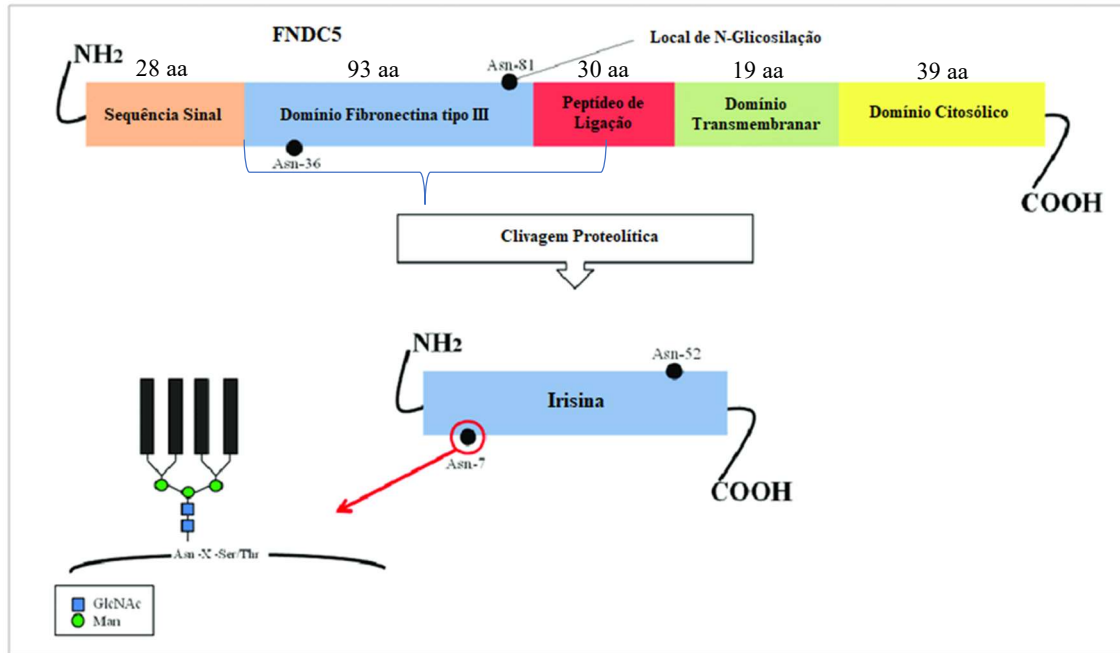 FNDC5
Local de N-Glicosilação
NH2
28 aa
93 aa
Asn-81
30 aa
19 aa
39 aa
Sequência Sinal
Domínio Fibronectina tipo III
Peptídeo de
Ligação
Domínio
Transmembranar
Domínio Citosólico
Asn-36
COOH
Clivagem Proteolítica
NH2
Asn-52
Irisina
Asn-7
COOH
Asn -X -Ser/Thr
GlcNAc
Man